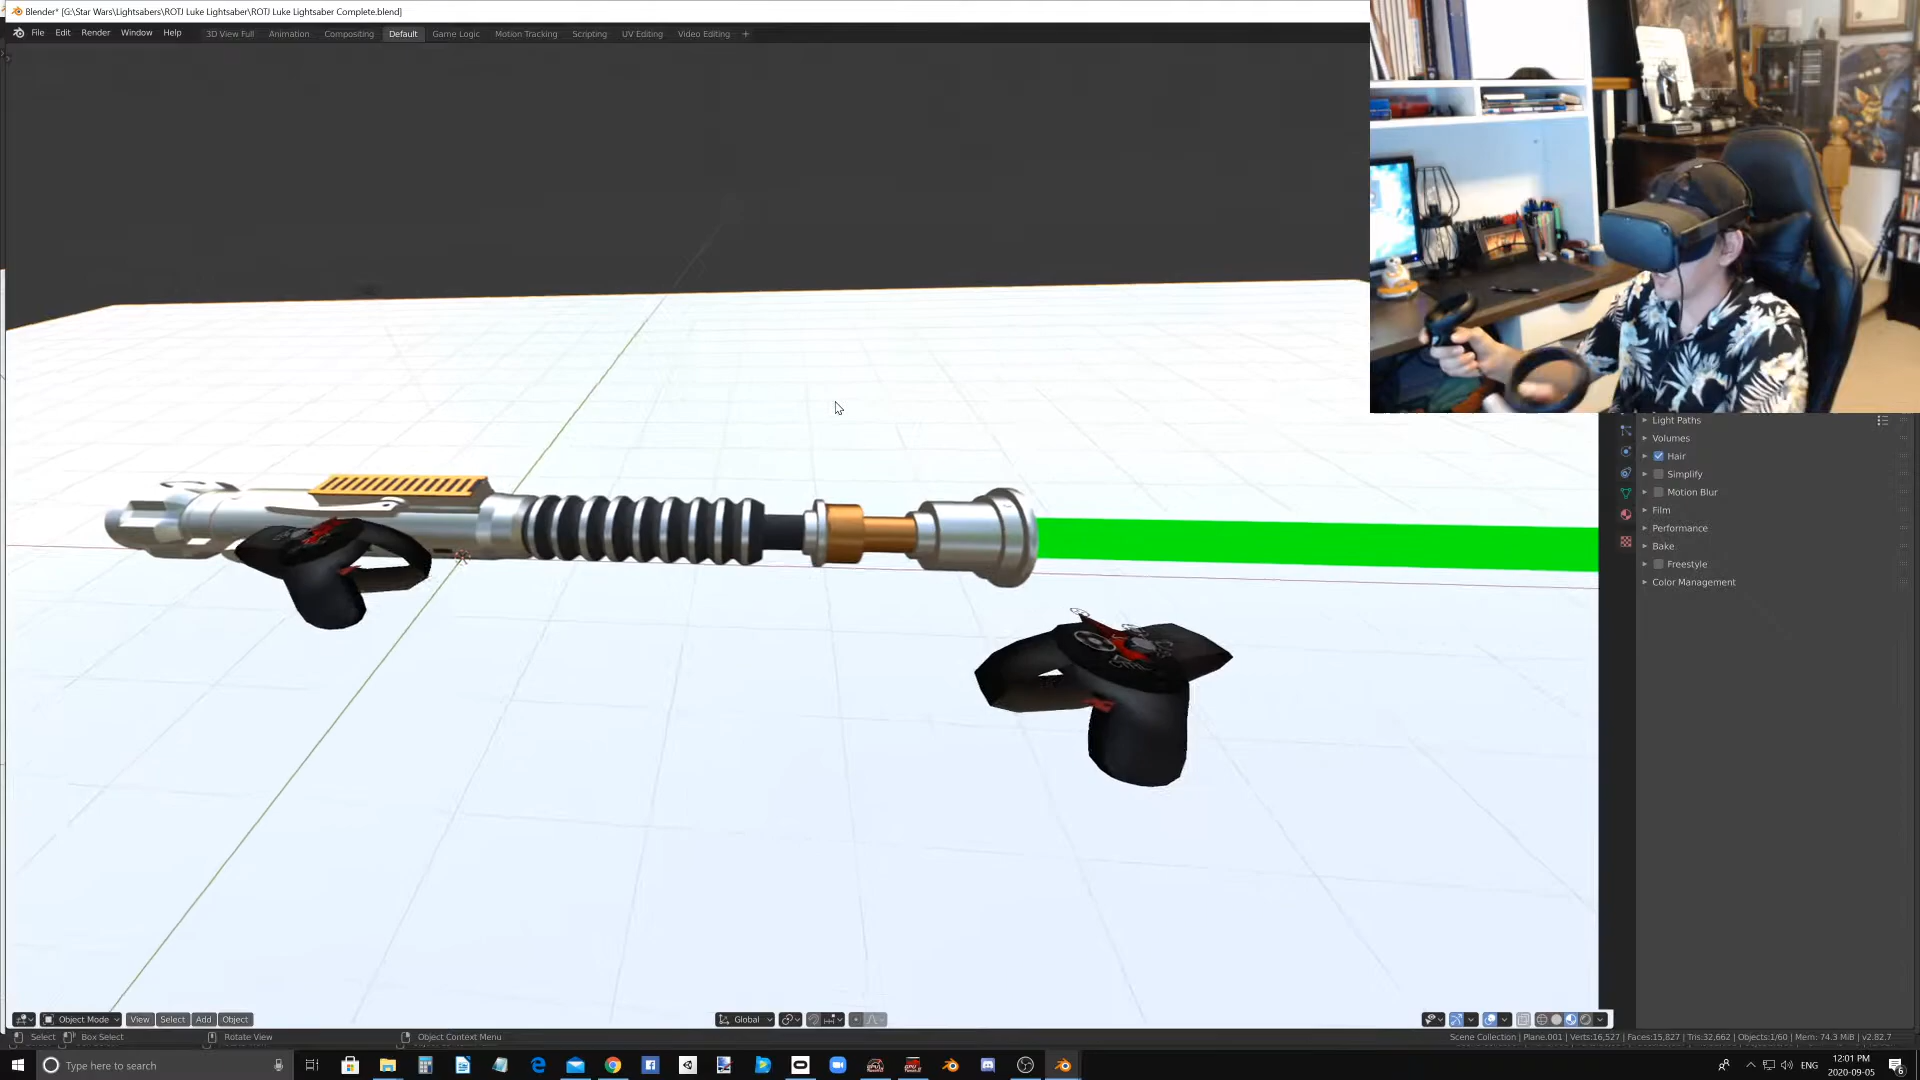 Blender* [G:\Star Wars\Lightsabers\ROTJ Luke Lightsaber\ROTJ Luke Lightsaber Complete.blend]
File Edit Render Window Help 3D View Full Animation Compositing Default Game Logic Motion Tracking Scripting UV Editing Video Editing +
Light Paths
Volumes
Hair
Simplify
Motion Blur
Film
Performance
Bake
Freestyle
Color Management
Object Mode View Select Add Object Global
Select Box Select Rotate View Object Context Menu Scene Collection | Plane.001 | Verts:16,527 | Faces:15,827 | Tris:32,662 | Objects:1/60 | Mem: 74.3 MiB | v2.82.7
Type here to search ENG 12:01 PM
2020-09-05
6